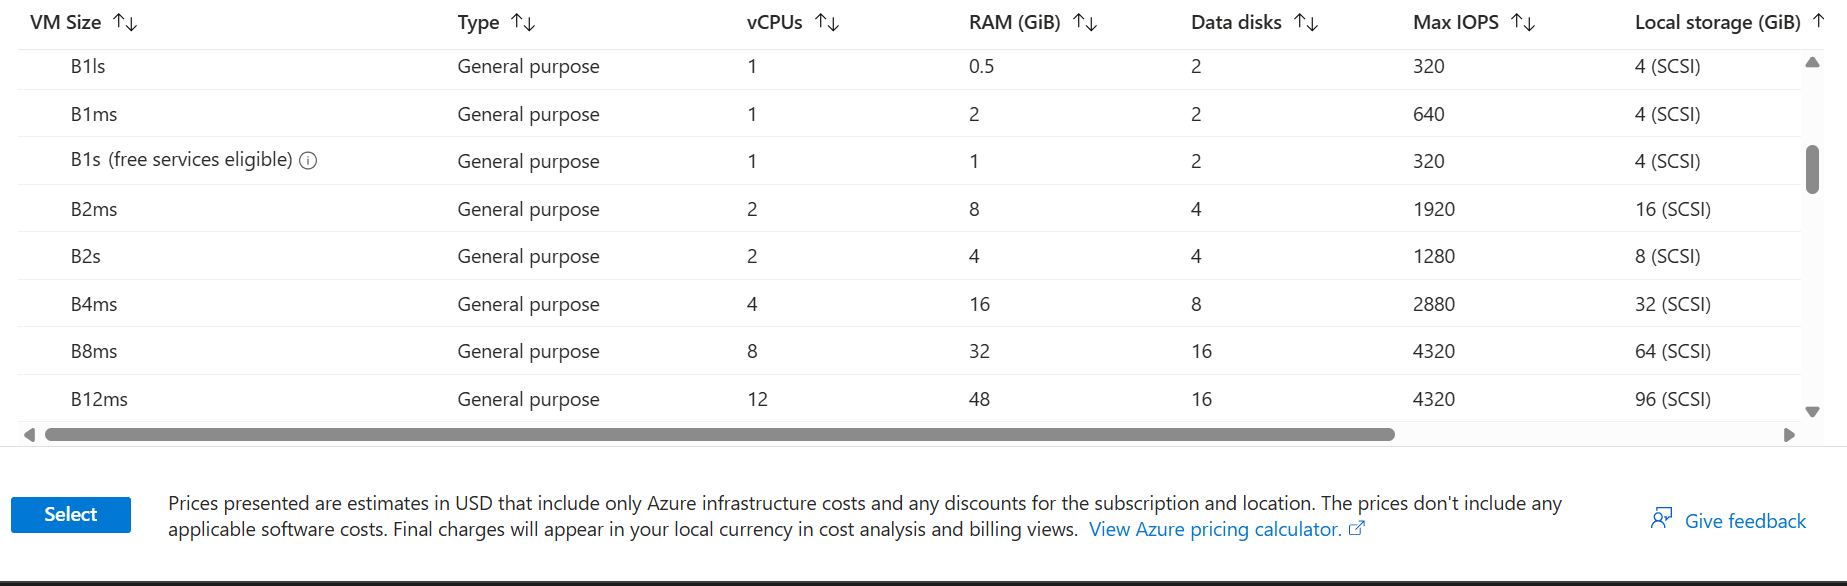 VM Size Type vCPUs RAM (GiB) Data disks Max IOPS Local storage (GiB)
B1ls General purpose 1 0.5 2 320 4 (SCSI)
B1ms General purpose 1 2 2 640 4 (SCSI)
B1s (free services eligible) General purpose 1 1 2 320 4 (SCSI)
B2ms General purpose 2 8 4 1920 16 (SCSI)
B2s General purpose 2 4 4 1280 8 (SCSI)
B4ms General purpose 4 16 8 2880 32 (SCSI)
B8ms General purpose 8 32 16 4320 64 (SCSI)
B12ms General purpose 12 48 16 4320 96 (SCSI)
Select
Prices presented are estimates in USD that include only Azure infrastructure costs and any discounts for the subscription and location. The prices don't include any
applicable software costs. Final charges will appear in your local currency in cost analysis and billing views. View Azure pricing calculator.
Give feedback